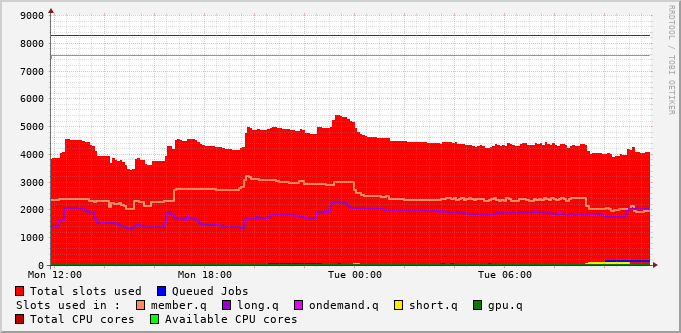 9000
8000
7000
6000
5000
4000
3000
2000
1000
0
Mon 12:00 Mon 18:00 Tue 00:00 Tue 06:00
Total slots used Queued Jobs
Slots used in : member.q long.q ondemand.q short.q gpu.q
Total CPU cores Available CPU cores
RRDTOOL / TOBI OETIKER